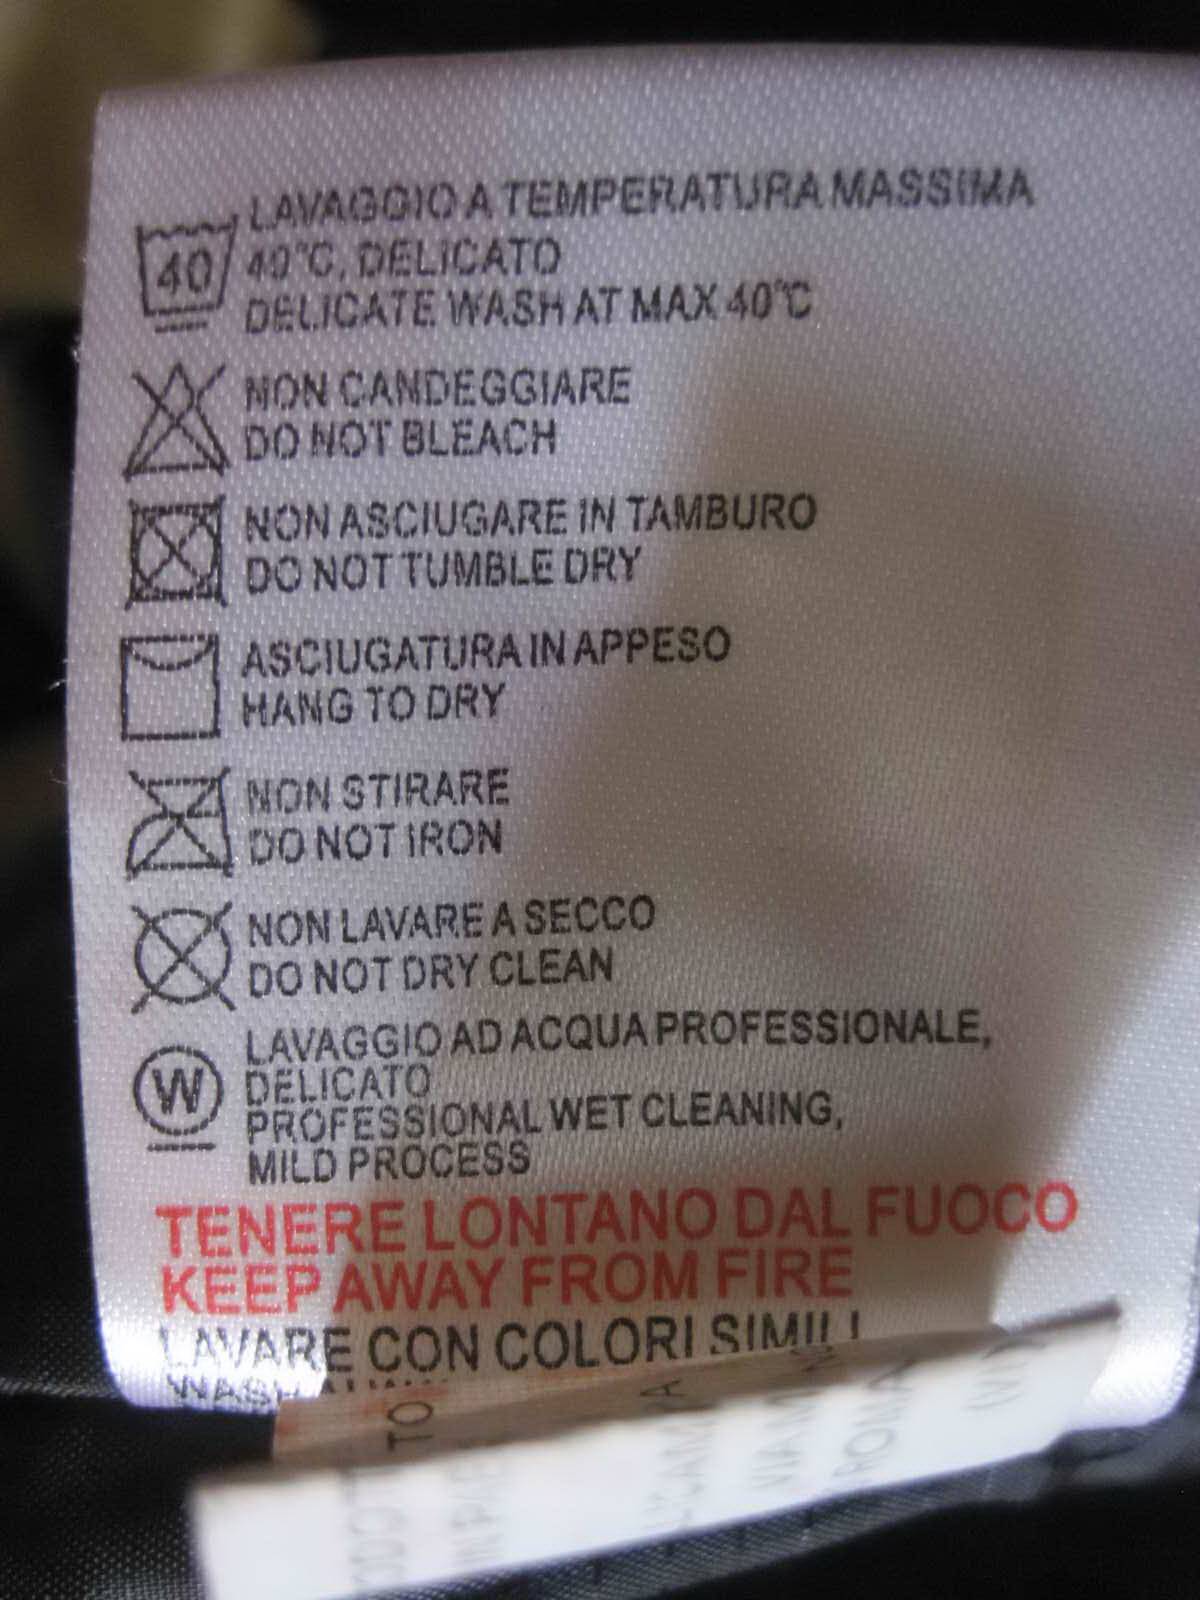 LAVAGGIO A TEMPERATURA MASSIMA
40 40°C, DELICATO
DELICATE WASH AT MAX 40°C
NON CANDEGGIARE
DO NOT BLEACH
NON ASCIUGARE IN TAMBURO
DO NOT TUMBLE DRY
ASCIUGATURA IN APPESO
HANG TO DRY
NON STIRARE
DO NOT IRON
NON LAVARE A SECCO
DO NOT DRY CLEAN
LAVAGGIO AD ACQUA PROFESSIONALE,
W DELICATO
PROFESSIONAL WET CLEANING,
MILD PROCESS
TENERE LONTANO DAL FUOCO
KEEP AWAY FROM FIRE
LAVARE CON COLORI SIMILI
WASH